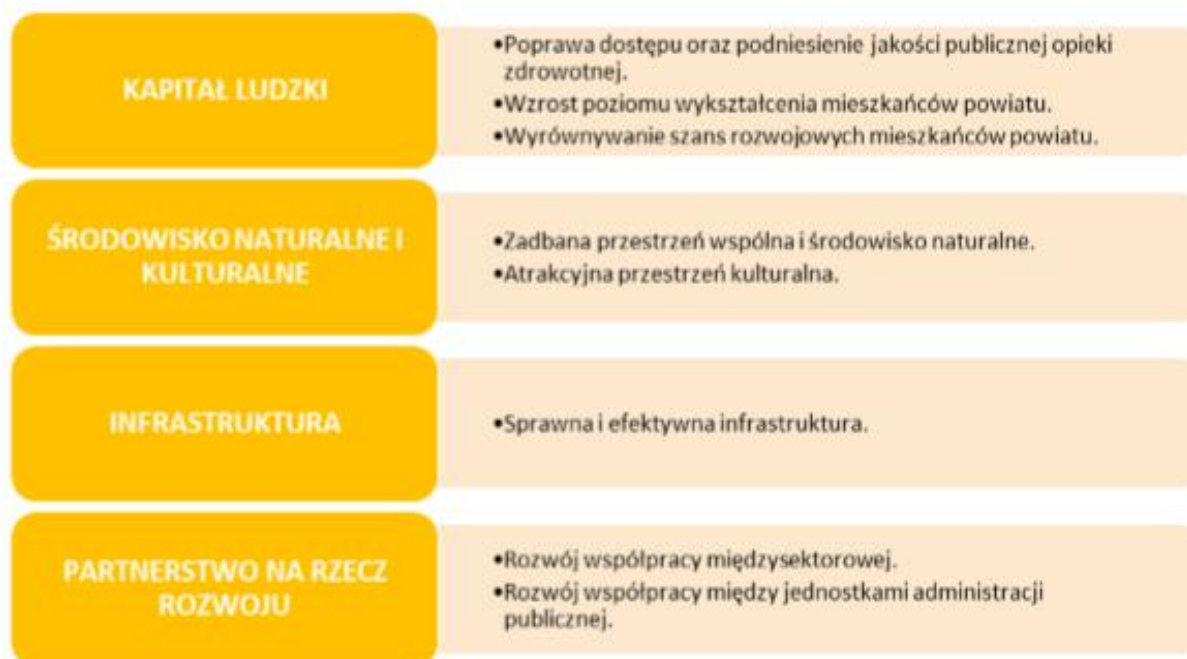 KAPITAŁ LUDZKI
•Poprawa dostępu oraz podniesienie jakości publicznej opieki
zdrowotnej.
•Wzrost poziomu wykształcenia mieszkańców powiatu.
•Wyrównywanie szans rozwojowych mieszkańców powiatu.
ŚRODOWISKO NATURALNE I
KULTURALNE
•Zadbana przestrzeń wspólna i środowisko naturalne.
•Atrakcyjna przestrzeń kulturalna.
INFRASTRUKTURA
•Sprawna i efektywna infrastruktura.
PARTNERSTWO NA RZECZ
ROZWOJU
•Rozwój współpracy międzysektorowej.
•Rozwój współpracy między jednostkami administracji
publicznej.